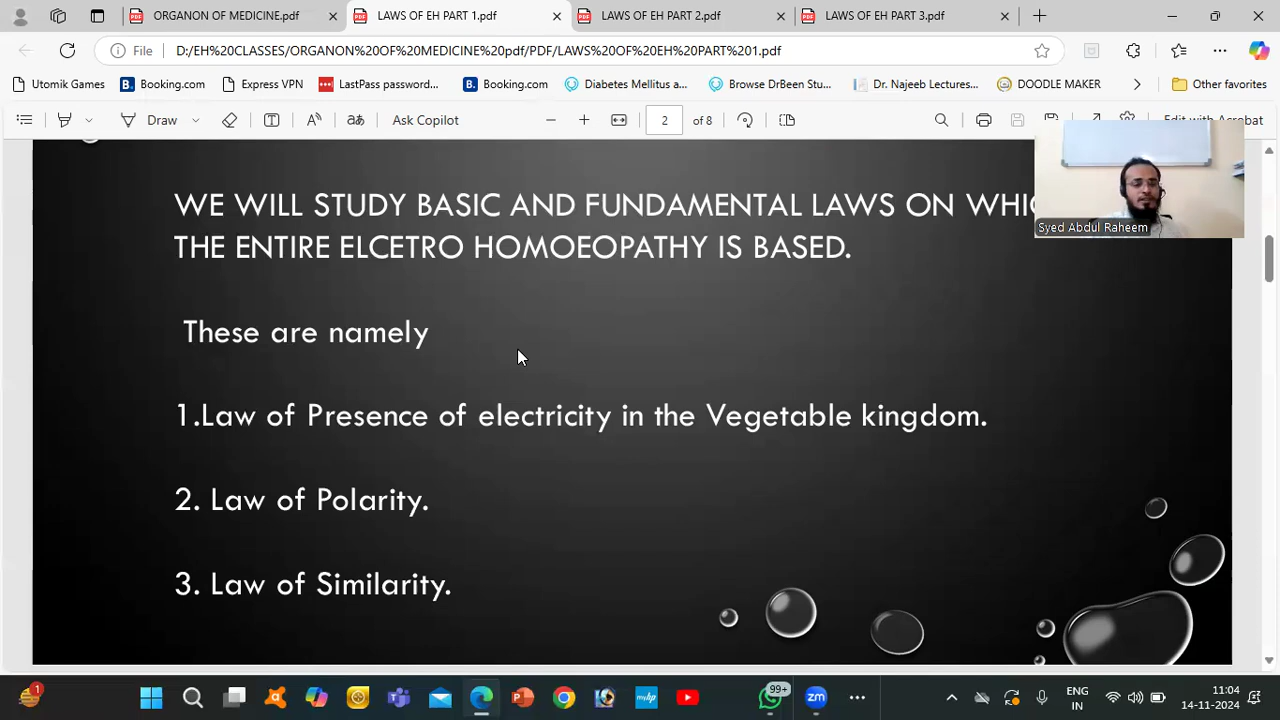 ORGANON OF MEDICINE.pdf
LAWS OF EH PART 1.pdf
LAWS OF EH PART 2.pdf
LAWS OF EH PART 3.pdf
File
D:/EH%20CLASSES/ORGANON%20OF%20MEDICINE%20pdf/PDF/LAWS%20OF%20EH%20PART%201.pdf
Utomik Games
Booking.com
Express VPN
LastPass password...
Booking.com
Diabetes Mellitus a...
Browse DrBeen Stu...
Dr. Najeeb Lectures...
DOODLE MAKER
Other favorites
Draw
Ask Copilot
2 of 8
Edit with Acrobat
WE WILL STUDY BASIC AND FUNDAMENTAL LAWS ON
THE ENTIRE ELCETRO HOMOEOPATHY IS BASED.
Syed Abdul Raheem
These are namely
1.Law of Presence of electricity in the Vegetable kingdom.
2. Law of Polarity.
3. Law of Similarity.
1
99+
zm
ENG
IN
11:04
14-11-2024